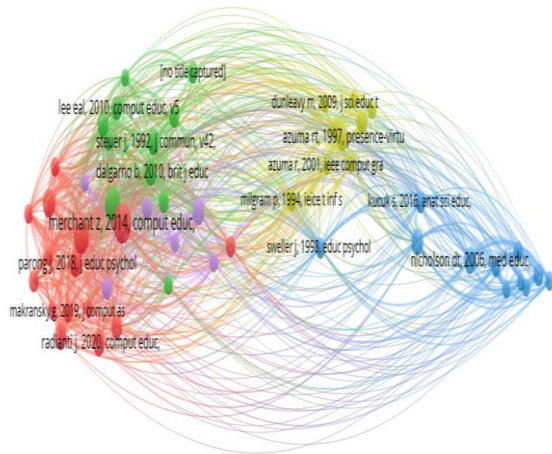 [no title captured]
dunleavy m, 2009, j sci educ t
lee eal, 2010, comput educ, v5
steuer j, 1992, j commun, v42,
azuma rt, 1997, presence-virtu
dalgarno b, 2010, brit j educ
azuma r, 2001, ieee comput gra
milgram p, 1994, ieice t inf s
kucuk s, 2016, anat sci educ,
merchant z, 2014, comput educ,
sweller j, 1998, educ psychol
nicholson dt, 2006, med educ.
parong j, 2018, j educ psychol
makransky g, 2019, j comput as
radianti j, 2020, comput educ,